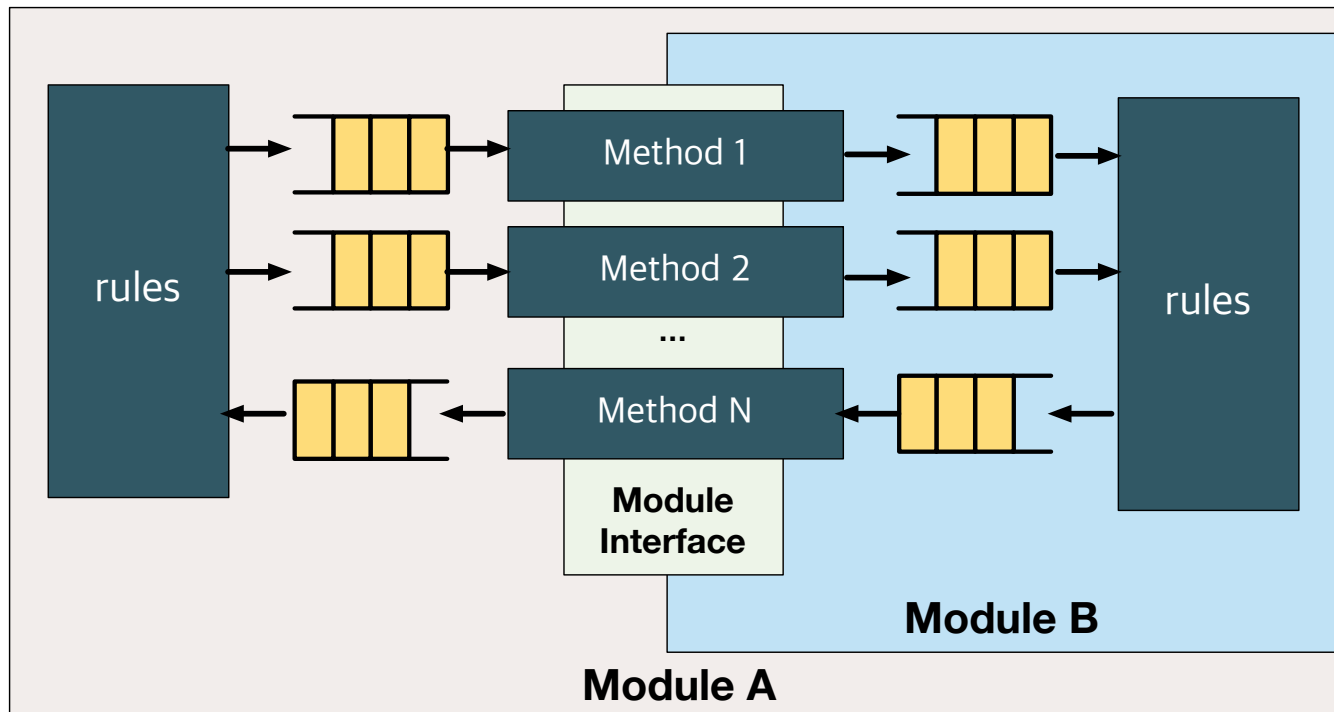 Method 1
Method 2
rules
rules
...
Method N
Module
Interface
Module B
Module A